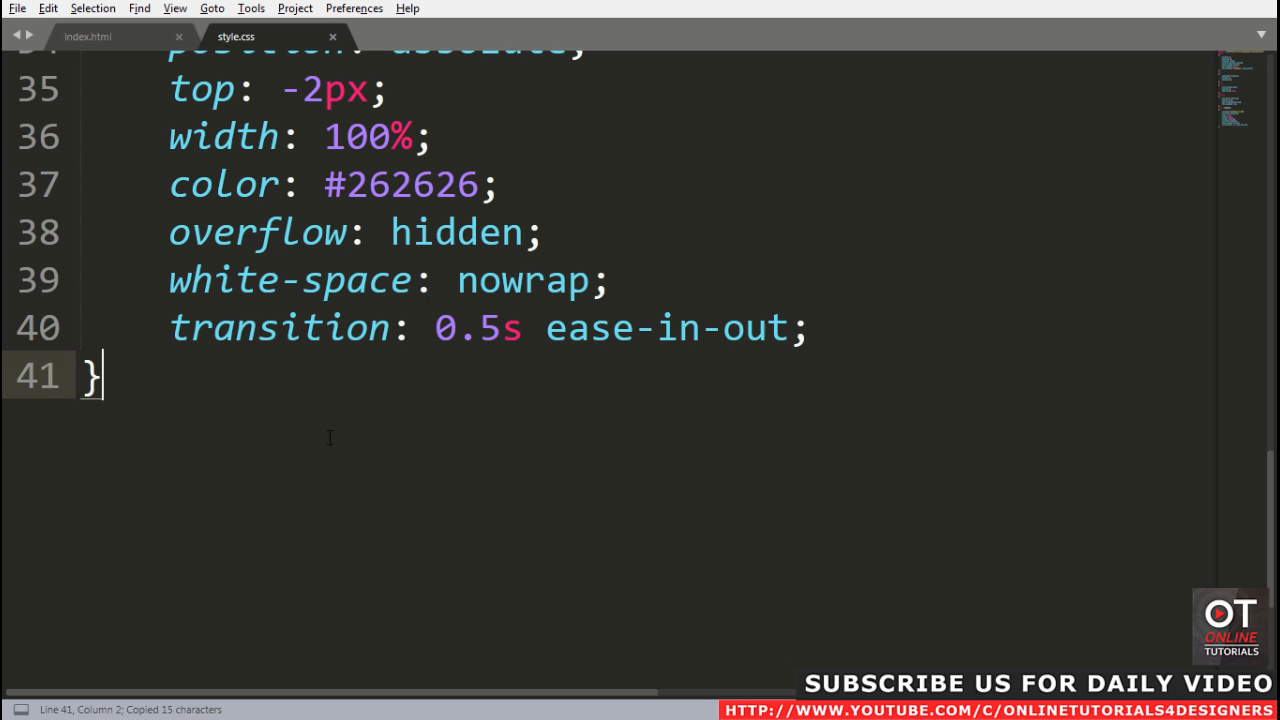 File Edit Selection Find View Goto Tools Project Preferences Help
index.html × style.css ×
34 position: absolute;
35 top: -2px;
36 width: 100%;
37 color: #262626;
38 overflow: hidden;
39 white-space: nowrap;
40 transition: 0.5s ease-in-out;
41 }
OT
ONLINE
TUTORIALS
SUBSCRIBE US FOR DAILY VIDEO
Line 41, Column 2; Copied 15 characters
HTTP://WWW.YOUTUBE.COM/C/ONLINETUTORIALS4DESIGNERS